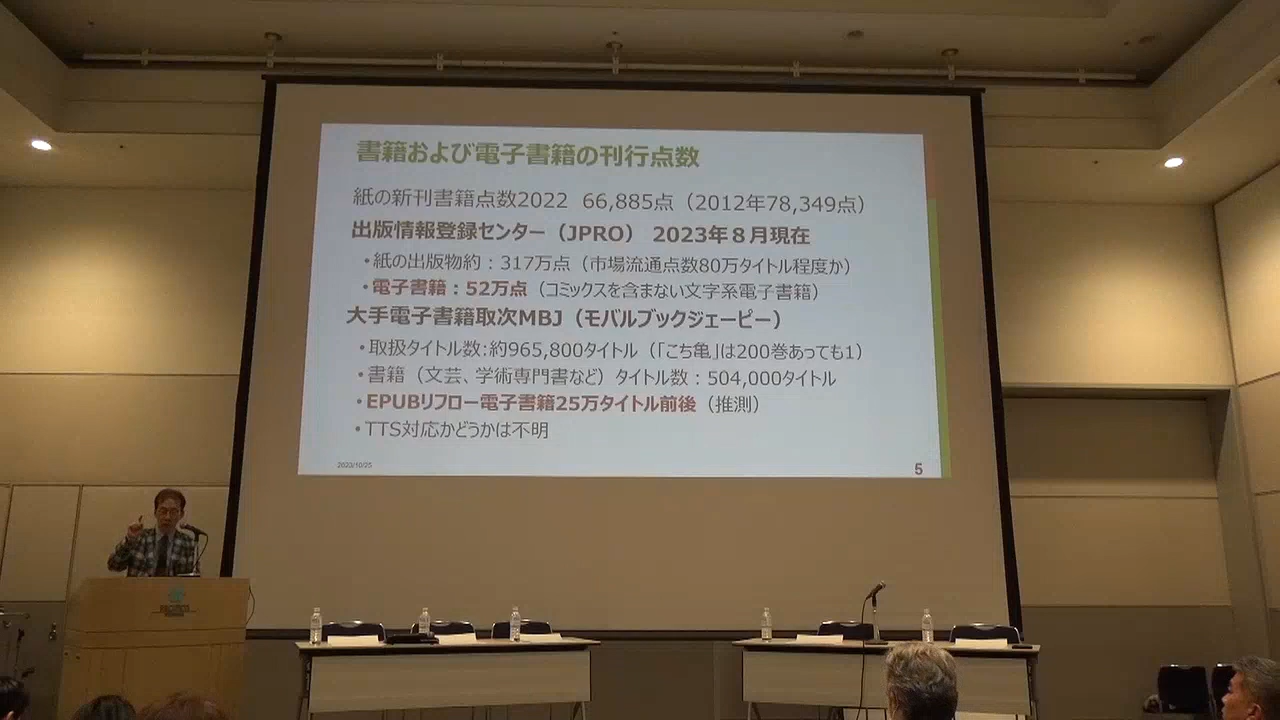 書籍および電子書籍の刊行点数
紙の新刊書籍点数2022 66,885点（2012年78,349点）
出版情報登録センター（JPRO） 2023年８月現在
・紙の出版物約：317万点（市場流通点数80万タイトル程度か）
・電子書籍：52万点（コミックスを含まない文字系電子書籍）
大手電子書籍取次MBJ（モバルブックジェーピー）
・取扱タイトル数:約965,800タイトル（「こち亀」は200巻あっても1）
・書籍（文芸、学術専門書など）タイトル数：504,000タイトル
・EPUBリフロー電子書籍25万タイトル前後（推測）
・TTS対応かどうかは不明
2023/10/25
5